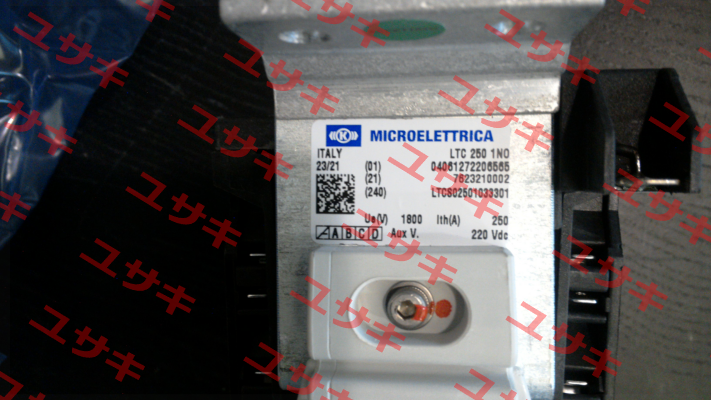 K MICROELETTRICA
ITALY LTC 250 1NO
23/21 (01) 04061272206565
(21) 7823210002
(240) LTCS02501033301
Ue(V) 1800 Ith(A) 250
A B C D Aux V. 220 Vdc
ユサキ